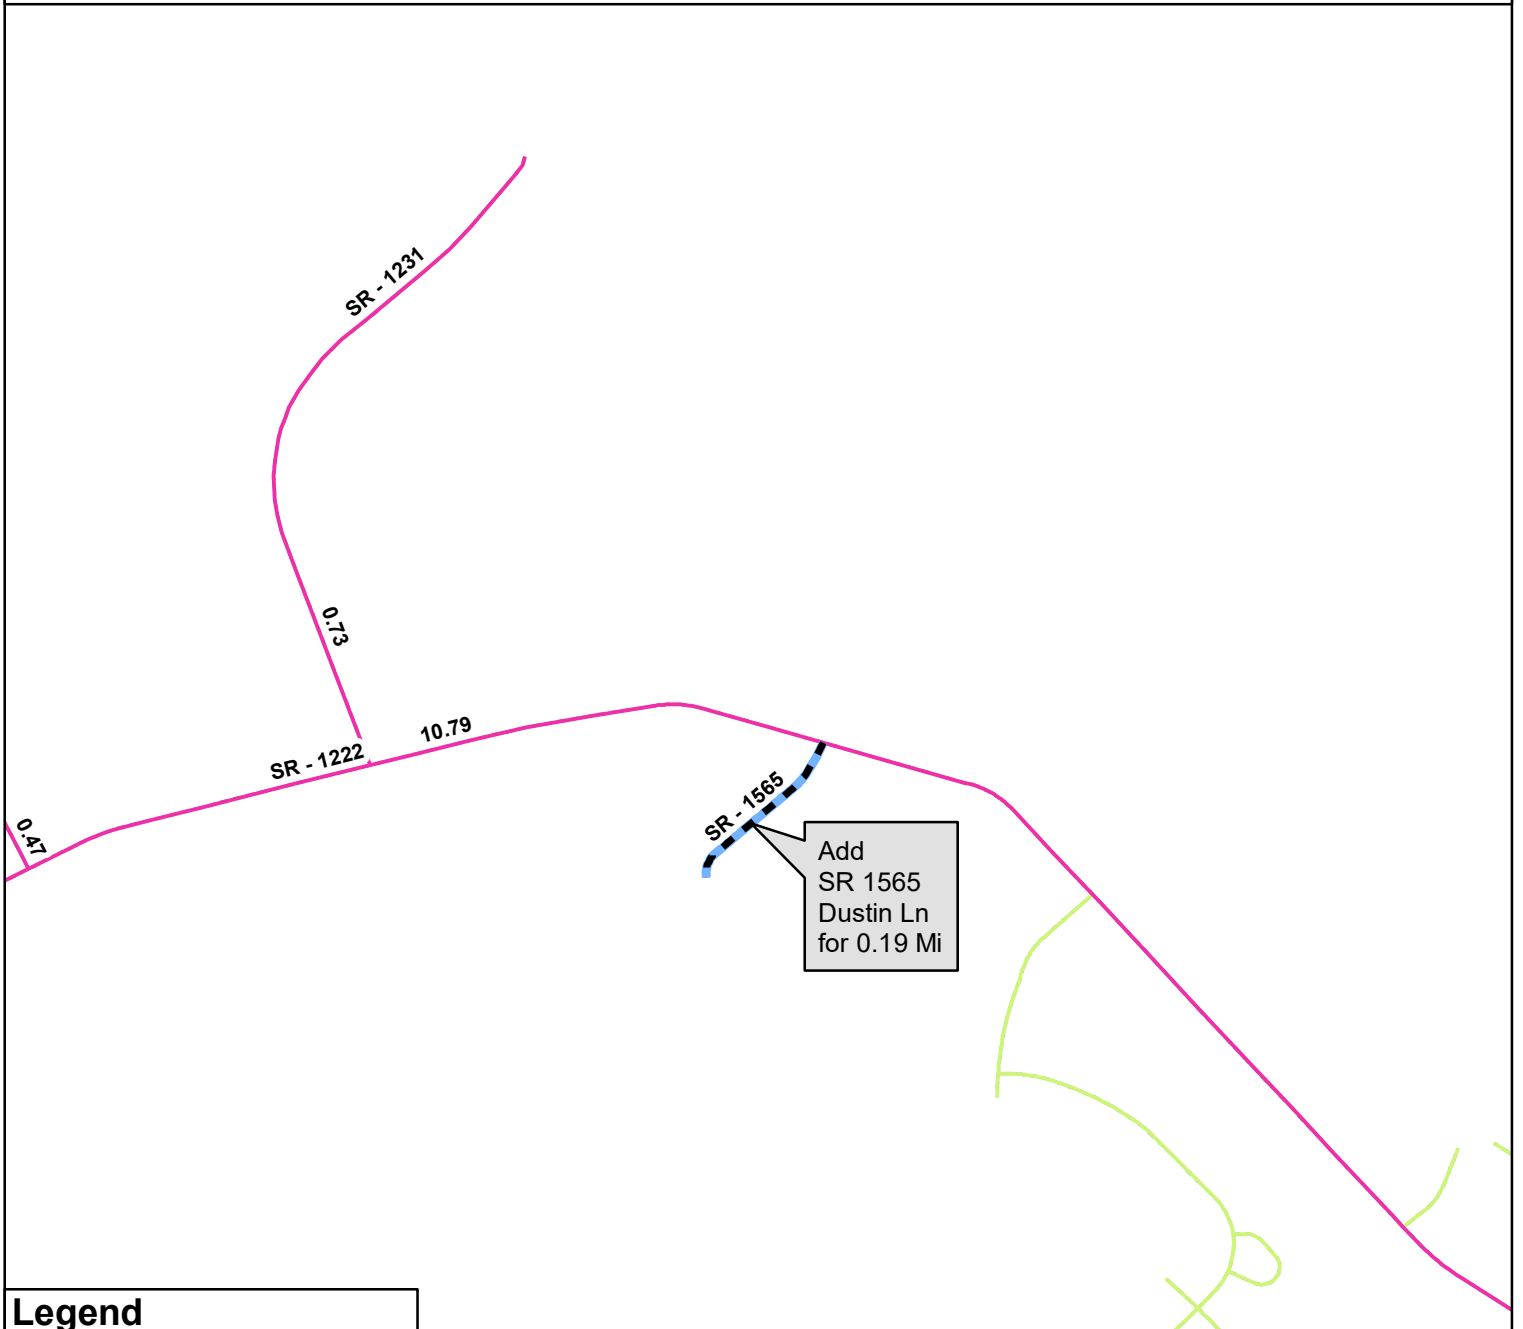 SR - 1231
0.73
10.79
SR - 1222
SR - 1565
0.47
Add
SR 1565
Dustin Ln
for 0.19 Mi
Legend